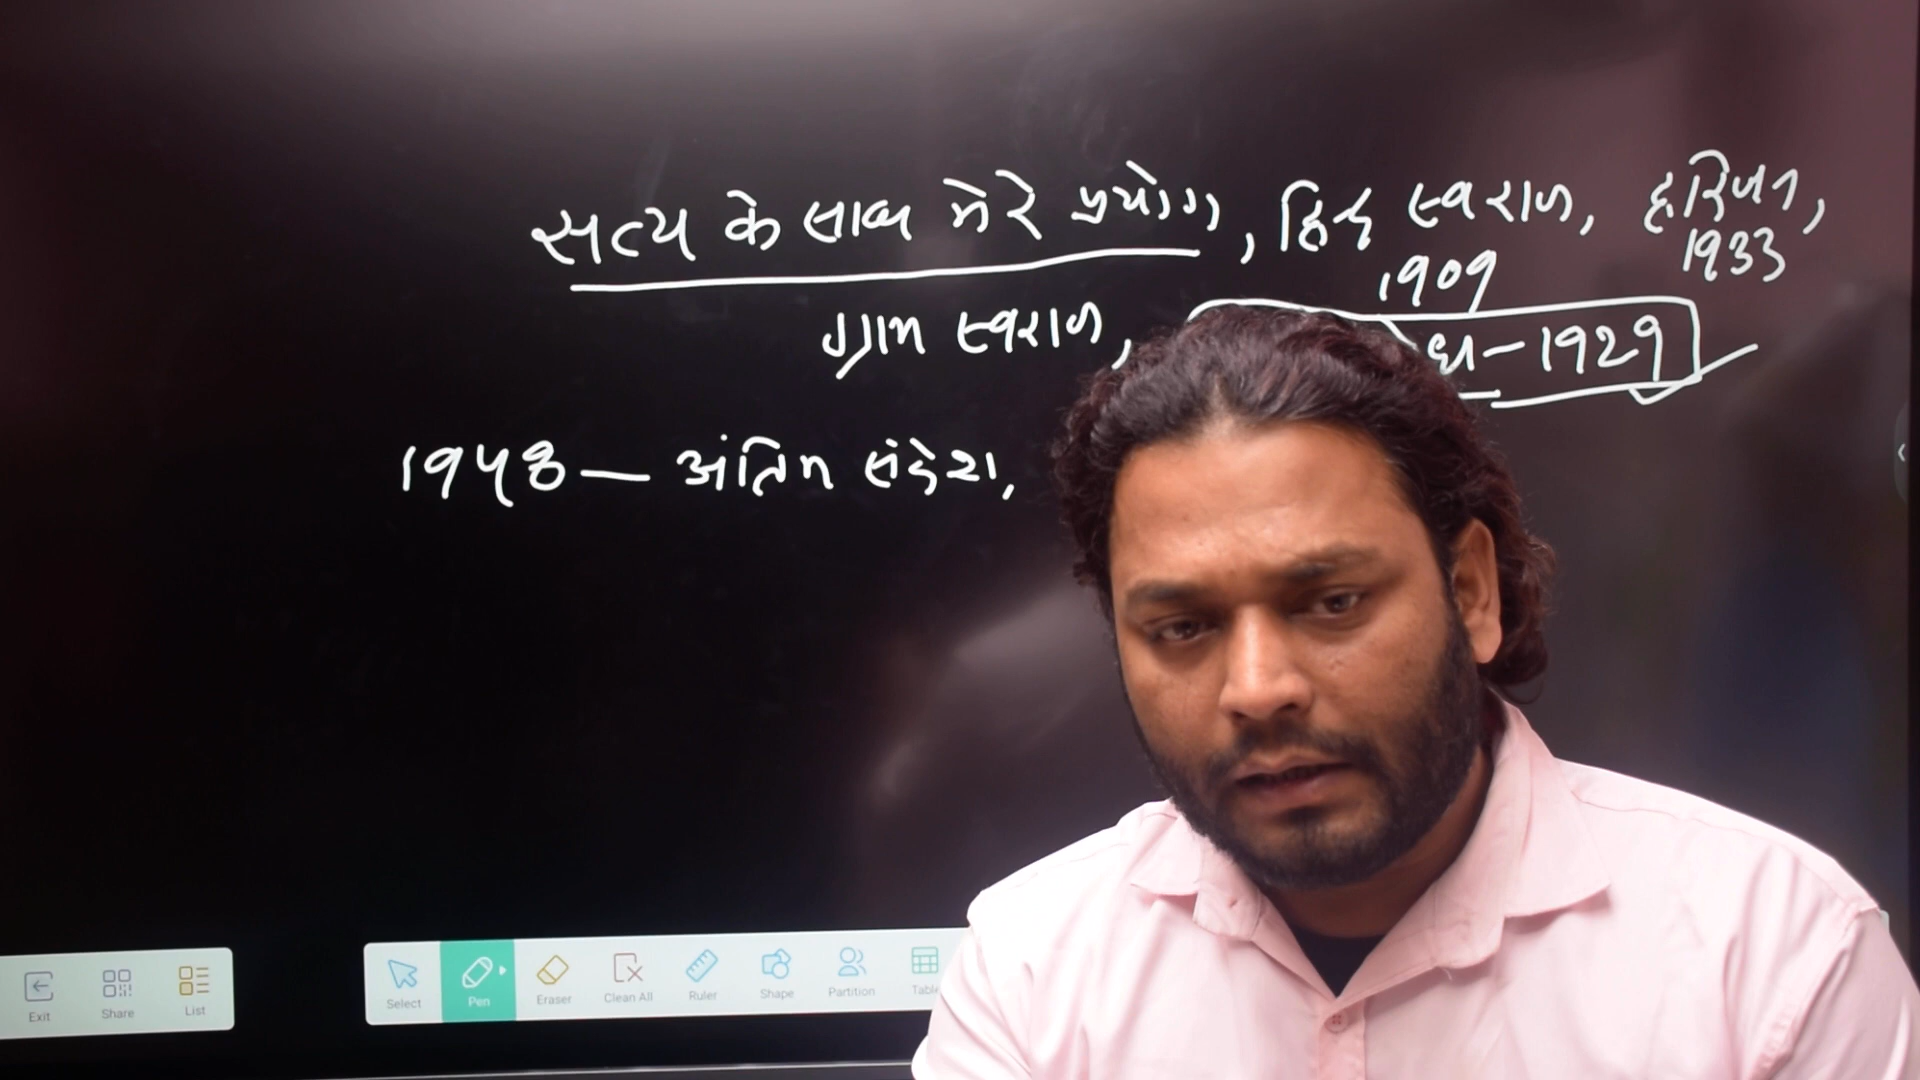 सत्य के साथ मेरे प्रयोग, हिन्द स्वराज, हरिजन,
1909 1933
ग्राम स्वराज, धा-1929
1948 — अंतिम संदेश,
Exit Share List Select Pen Eraser Clean All Ruler Shape Partition Table